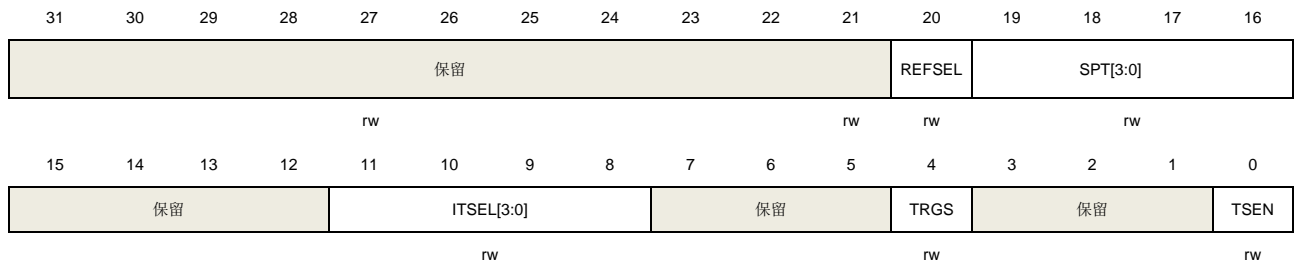 31 30 29 28 27 26 25 24 23 22 21 20 19 18 17 16
保留 REFSEL SPT[3:0]
rw rw rw rw
15 14 13 12 11 10 9 8 7 6 5 4 3 2 1 0
保留 ITSEL[3:0] 保留 TRGS 保留 TSEN
rw rw rw